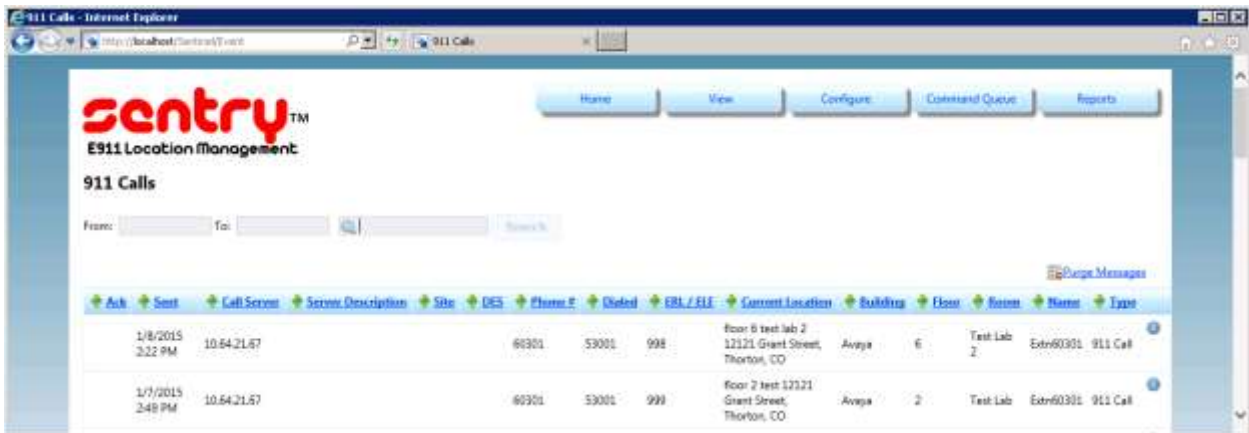 911 Calls - Internet Explorer
http://localhost/Sentinel/Event
911 Calls
sentry™
E911 Location Management
Home
View
Configure
Command Queue
Reports
911 Calls
From:
To:
Search
Purge Messages
Ack Sent Call Server Server Description Site DES Phone # Dialed ERL / ELE Current Location Building Floor Room Name Type
1/8/2015 2:22 PM 10.64.21.67 60301 53001 998 floor 6 test lab 2 12121 Grant Street, Thorton, CO Avaya 6 Test Lab 2 Extn60301 911 Call
1/7/2015 2:49 PM 10.64.21.67 60301 53001 999 floor 2 test 12121 Grant Street, Thorton, CO Avaya 2 Test Lab Extn60301 911 Call